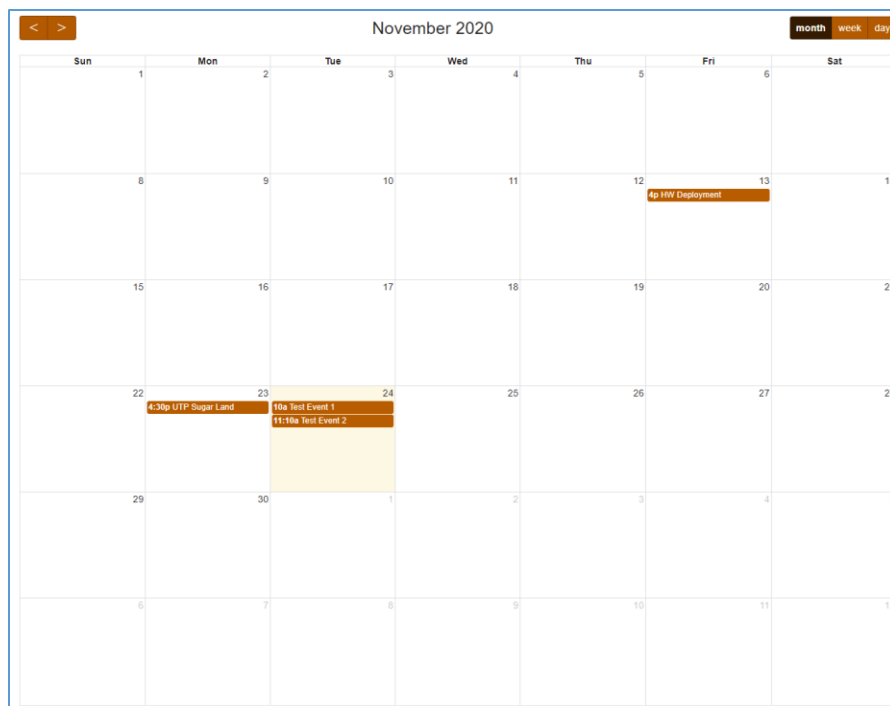 < >
November 2020
month week day
Sun Mon Tue Wed Thu Fri Sat
1 2 3 4 5 6
8 9 10 11 12 13
4p HW Deployment
15 16 17 18 19 20
22 23 24 25 26 27
4:30p UTP Sugar Land 10a Test Event 1
11:10a Test Event 2
29 30 1 2 3 4
6 7 8 9 10 11